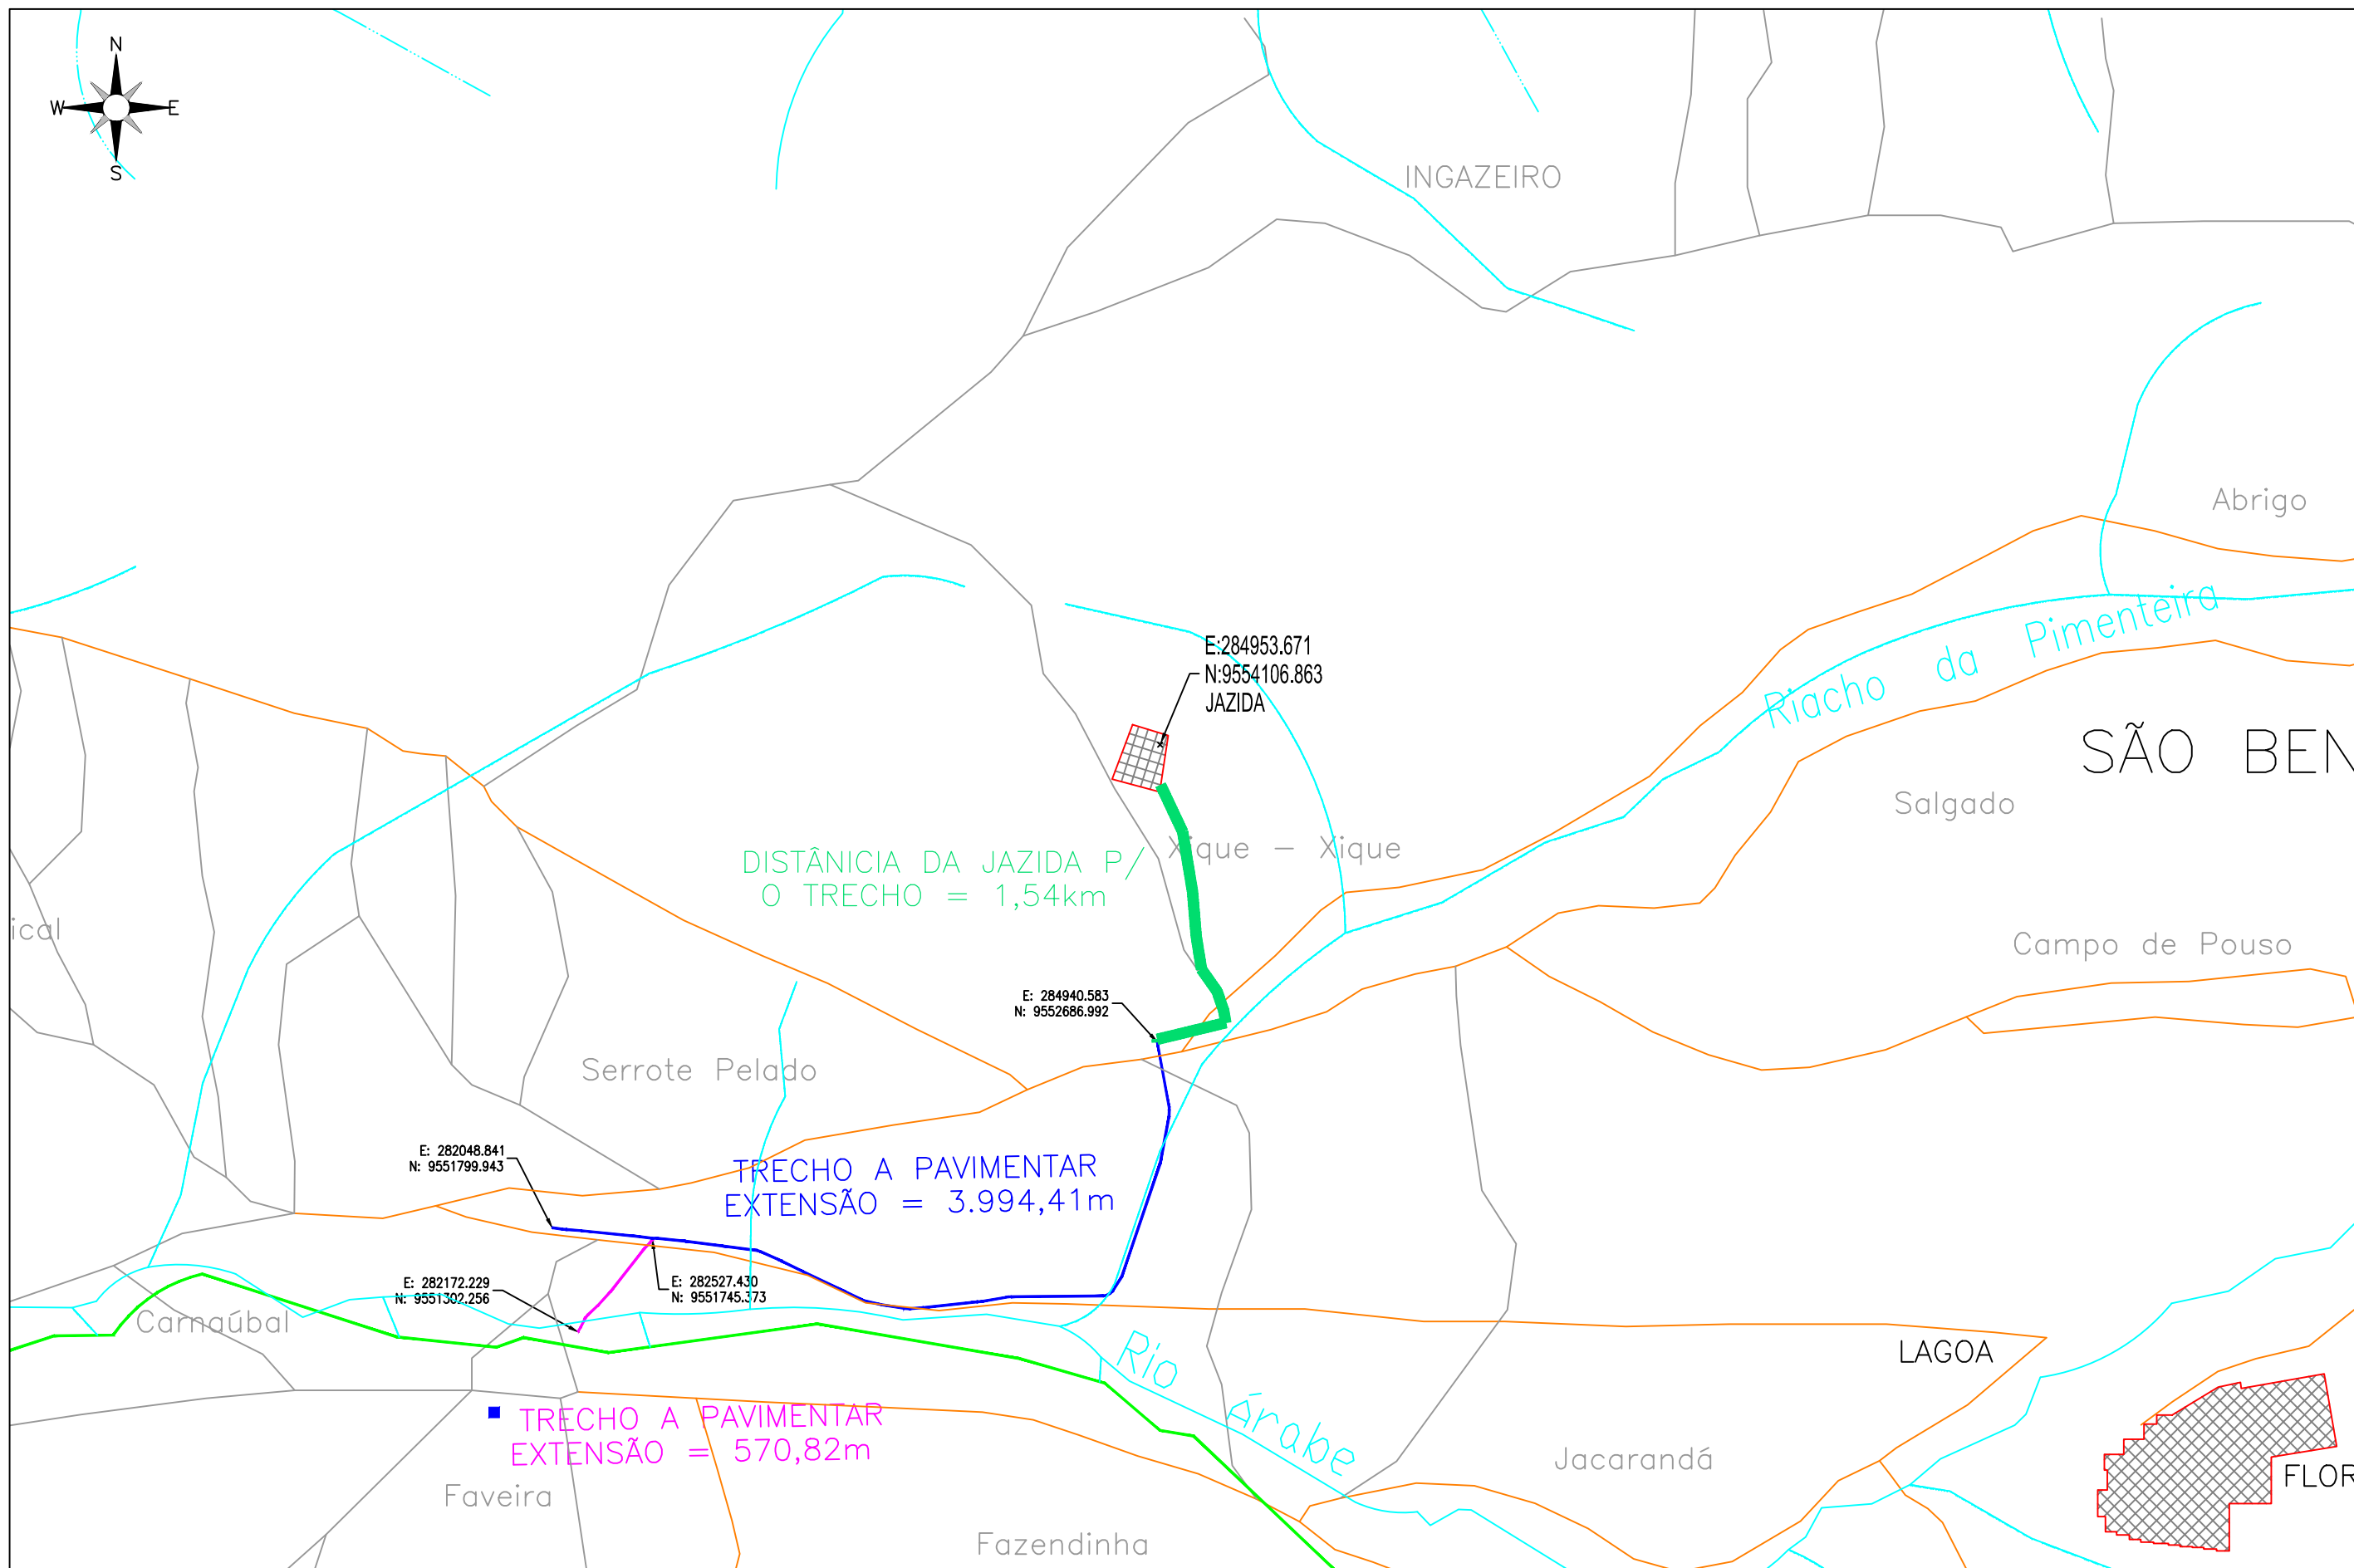 N
W E
S
INGAZEIRO
Abrigo
Riacho da Pimenteira
E:284953.671
N:9554106.863
JAZIDA
SÃO BEN
Salgado
Xique - Xique
DISTÂNICIA DA JAZIDA P/
O TRECHO = 1,54km
ical
Campo de Pouso
E: 284940.583
N: 9552686.992
Serrote Pelado
E: 282048.841
N: 9551799.943
TRECHO A PAVIMENTAR
EXTENSÃO = 3.994,41m
E: 282172.229
N: 9551302.256
E: 282527.430
N: 9551745.373
Carnaúbal
Rio Árabe
LAGOA
TRECHO A PAVIMENTAR
EXTENSÃO = 570,82m
Jacarandá
FLOR
Faveira
Fazendinha